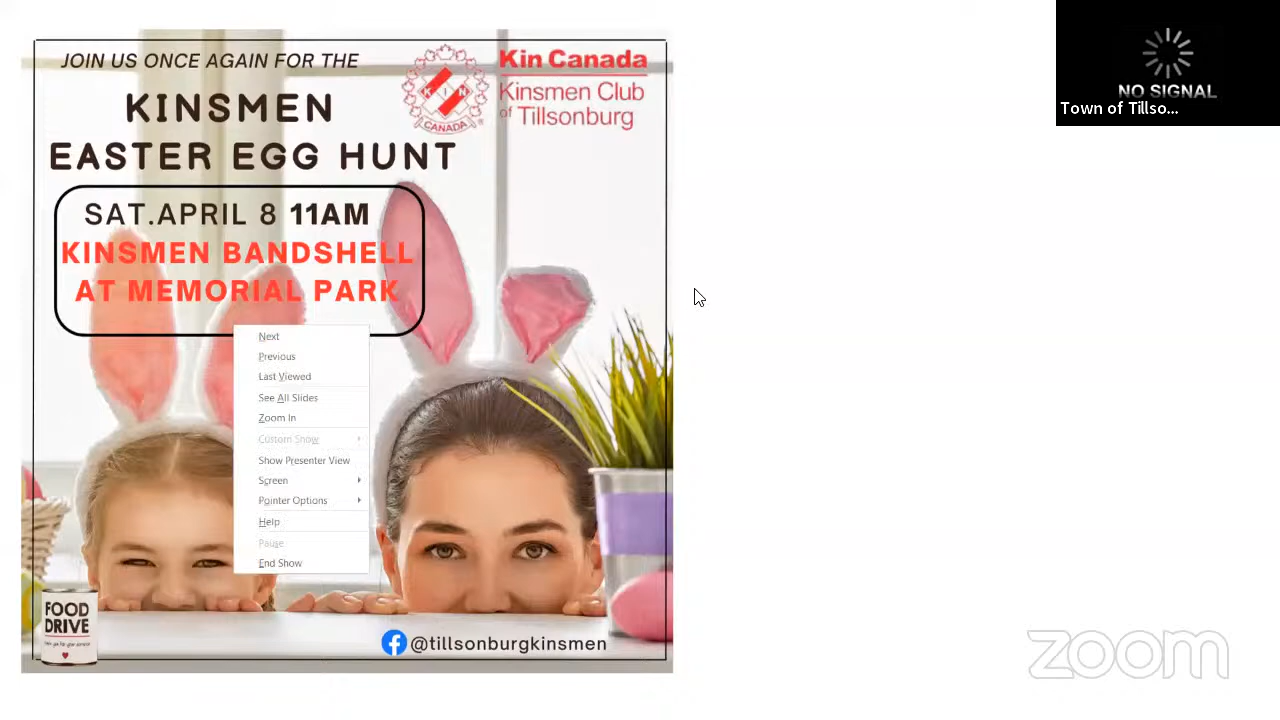 JOIN US ONCE AGAIN FOR THE
KINSMEN
EASTER EGG HUNT
KIN
CANADA
Kin Canada
Kinsmen Club
of Tillsonburg
SAT.APRIL 8 11AM
KINSMEN BANDSHELL
AT MEMORIAL PARK
Next
Previous
Last Viewed
See All Slides
Zoom In
Custom Show
Show Presenter View
Screen
Pointer Options
Help
Pause
End Show
FOOD
DRIVE
@tillsonburgkinsmen
NO SIGNAL
Town of Tillso...
zoom